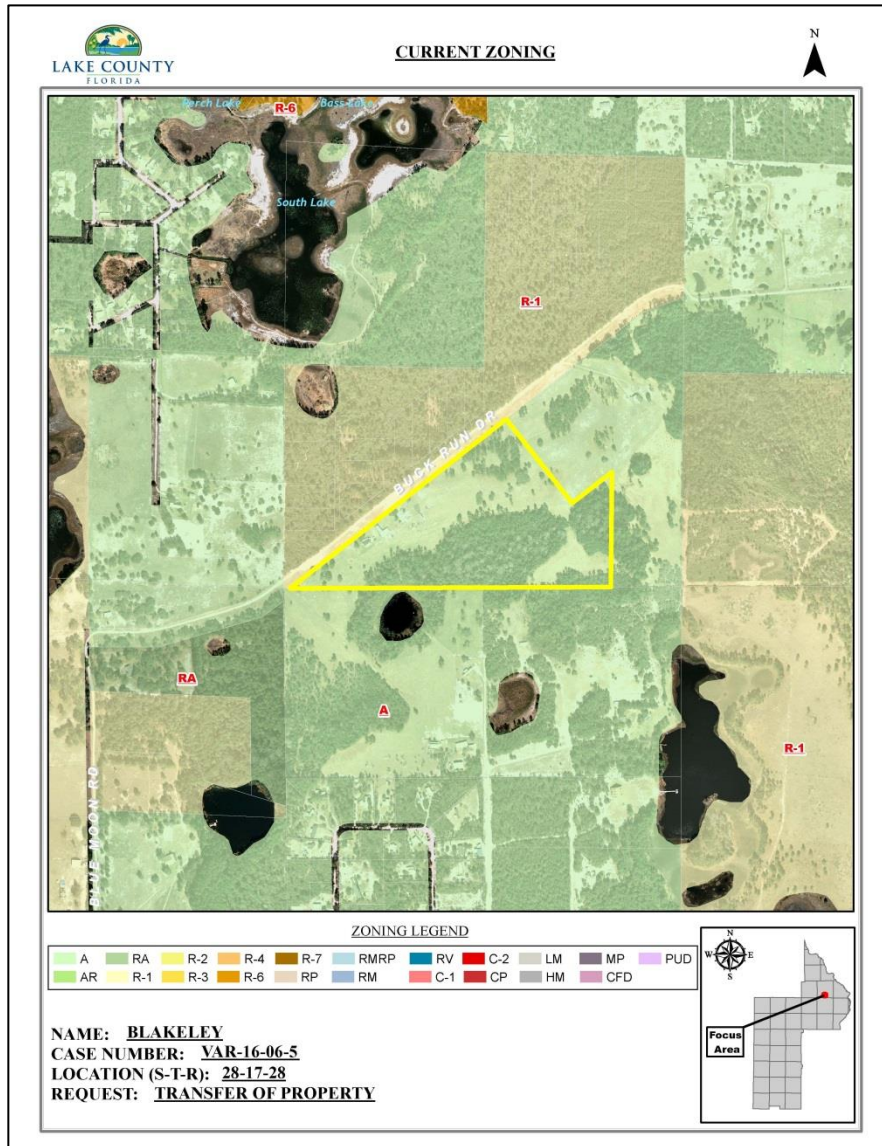 LAKE COUNTY
FLORIDA
CURRENT ZONING
N
Perch Lake
R-6
Bass Lake
South Lake
R-1
BUCK RUN DR
RA
A
R-1
BLUE MOON RD
ZONING LEGEND
A RA R-2 R-4 R-7 RMRP RV C-2 LM MP PUD
AR R-1 R-3 R-6 RP RM C-1 CP HM CFD
N
W E
S
Focus
Area
NAME: BLAKELEY
CASE NUMBER: VAR-16-06-5
LOCATION (S-T-R): 28-17-28
REQUEST: TRANSFER OF PROPERTY